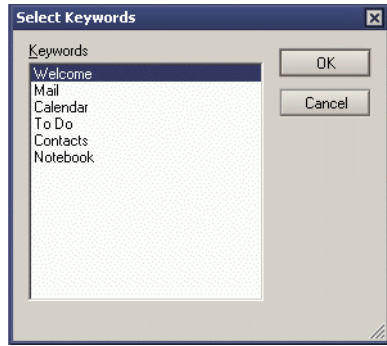 Select Keywords
Keywords
Welcome
Mail
Calendar
To Do
Contacts
Notebook
OK
Cancel